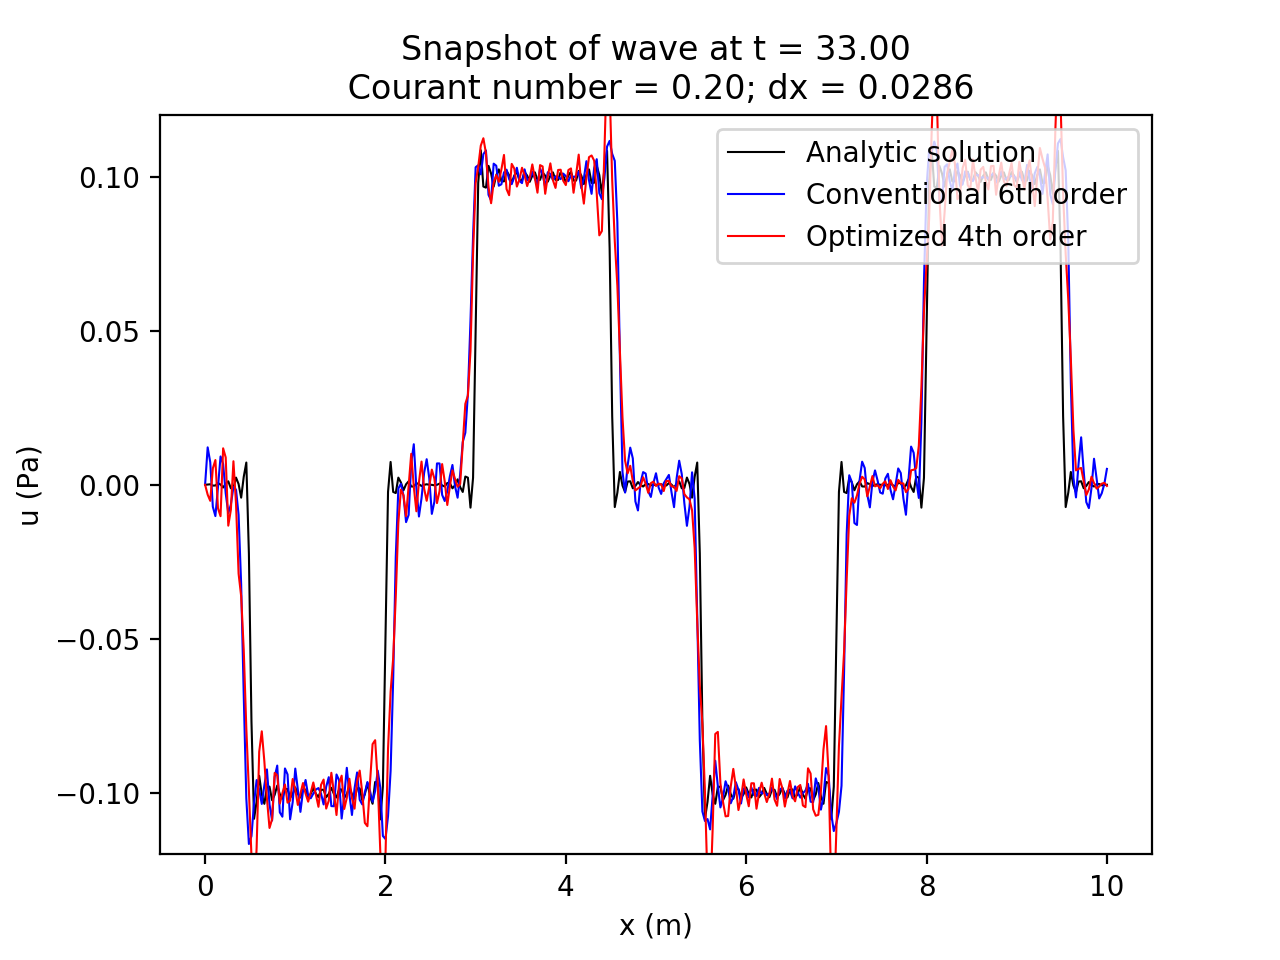 Snapshot of wave at t = 33.00
Courant number = 0.20; dx = 0.0286
Analytic solution
Conventional 6th order
Optimized 4th order
u (Pa)
0.10
0.05
0.00
−0.05
−0.10
0 2 4 6 8 10
x (m)